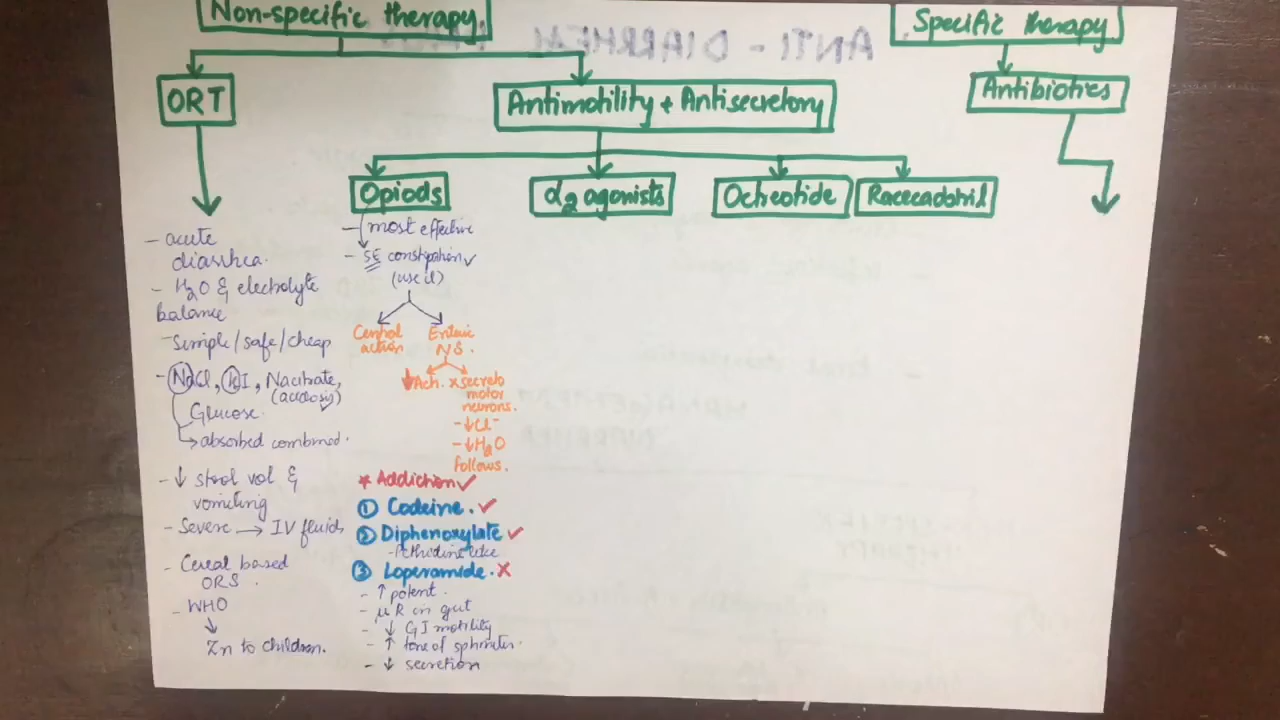 Non-specific therapy.
Specific therapy.
ANTI-DIARRHEAL
ORT
Antimotility + Antisecretory
Antibiotics
Opiods
α2 agonists
Octreotide
Racecadotril
- acute
diarrhea.
- H2O & electrolyte
balance
- Simple/safe/cheap
- NaCl, KI, Nacitrate,
(acidosis)
Glucose
→ absorbed combined.
- ↓ stool vol &
vomiting
- Severe → IV fluids
- Cereal based
ORS.
- WHO
↓
Zn to children.
- most effective
- SE constipation ✓
(use it)
Central
action
Enteric
NS.
↓Ach.
x secreto
motor
neurons.
- ↓Cl-
- ↓H2O
follows.
* Addiction ✓
① Codeine. ✓
② Diphenoxylate ✓
- Pethidine like
③ Loperamide. X
- ↑ potent.
- μR in gut
- ↓ GI motility
- ↑ tone of sphincter.
- ↓ secretion